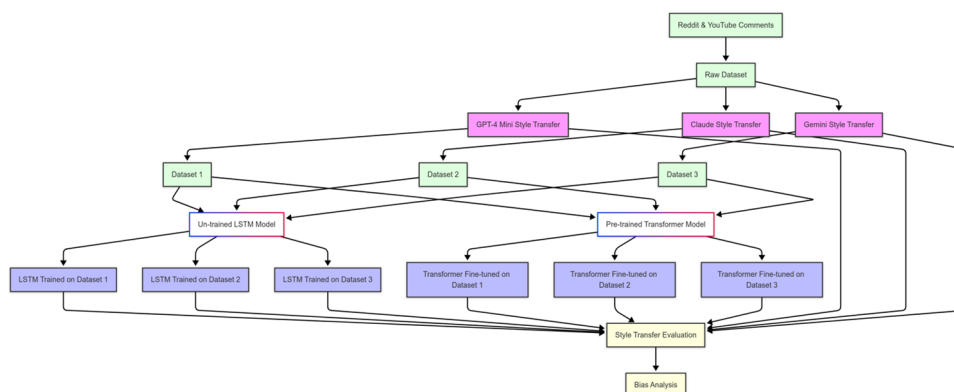 Reddit & YouTube Comments
Raw Dataset
GPT-4 Mini Style Transfer
Claude Style Transfer
Gemini Style Transfer
Dataset 1
Dataset 2
Dataset 3
Un-trained LSTM Model
Pre-trained Transformer Model
LSTM Trained on Dataset 1
LSTM Trained on Dataset 2
LSTM Trained on Dataset 3
Transformer Fine-tuned on
Dataset 1
Transformer Fine-tuned on
Dataset 2
Transformer Fine-tuned on
Dataset 3
Style Transfer Evaluation
Bias Analysis